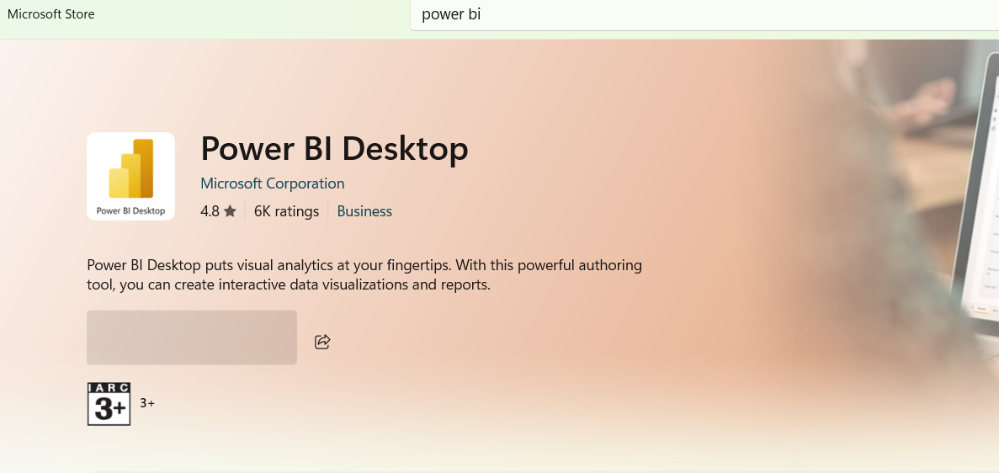 Microsoft Store
power bi
Power BI Desktop
Power BI Desktop
Microsoft Corporation
4.8 ★ 6K ratings Business
Power BI Desktop puts visual analytics at your fingertips. With this powerful authoring
tool, you can create interactive data visualizations and reports.
IARC
3+
3+